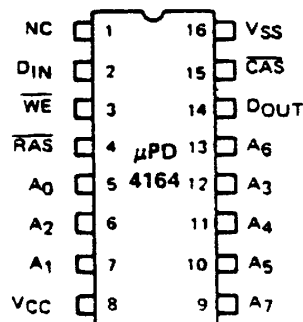 NC 1 16 VSS
DIN 2 15 CAS
WE 3 14 DOUT
RAS 4 13 A6
μPD
4164
A0 5 12 A3
A2 6 11 A4
A1 7 10 A5
VCC 8 9 A7